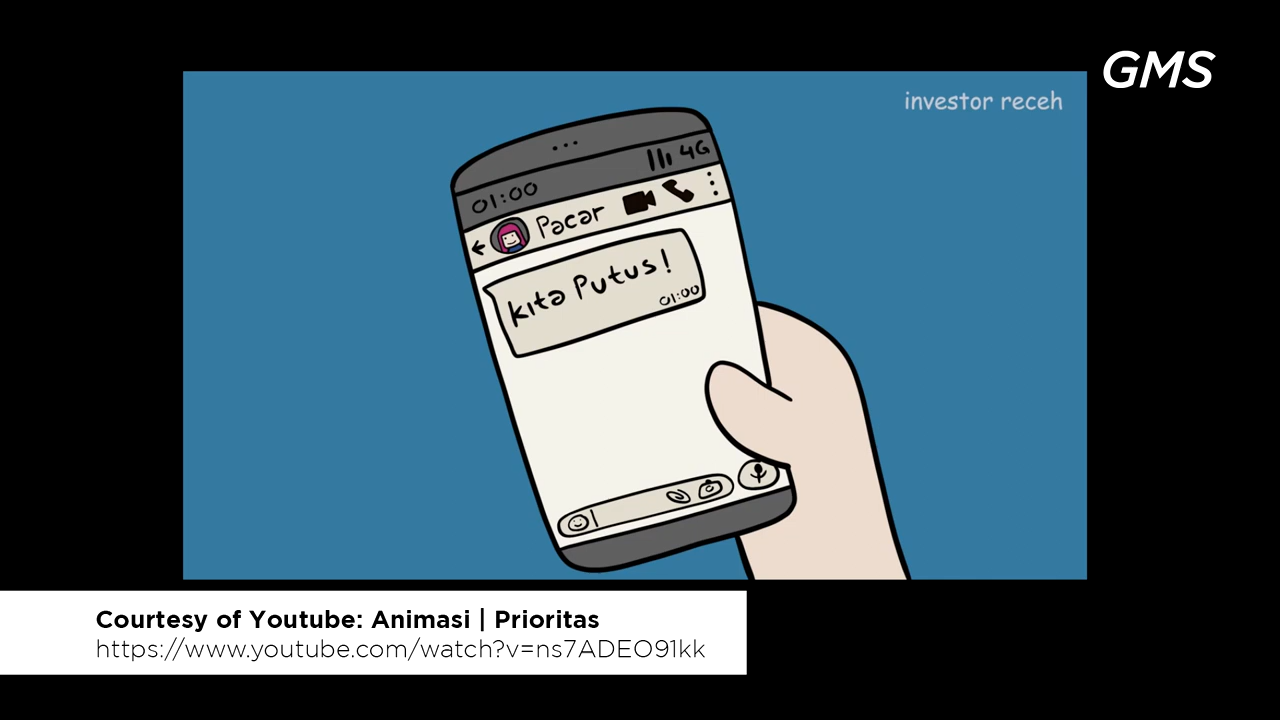 GMS
investor receh
01:00 4G
Pacar
kita Putus!
01:00
Courtesy of Youtube: Animasi | Prioritas
https://www.youtube.com/watch?v=ns7ADEO91kk